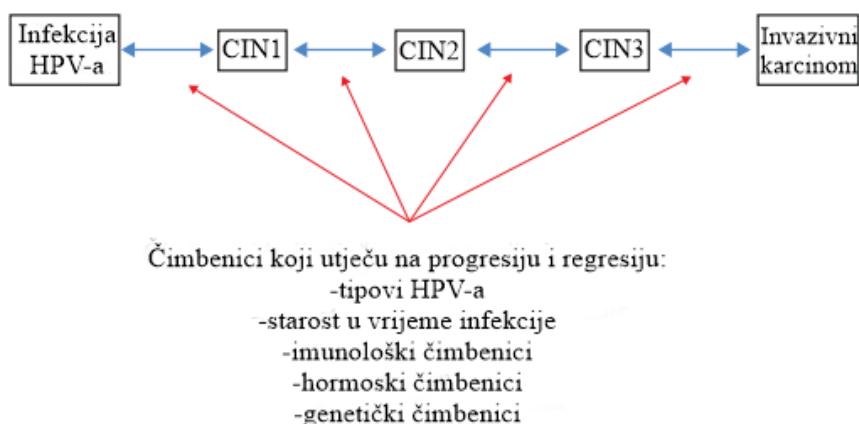 Infekcija
HPV-a
CIN1
CIN2
CIN3
Invazivni
karcinom
Čimbenici koji utječu na progresiju i regresiju:
-tipovi HPV-a
-starost u vrijeme infekcije
-imunološki čimbenici
-hormoski čimbenici
-genetički čimbenici